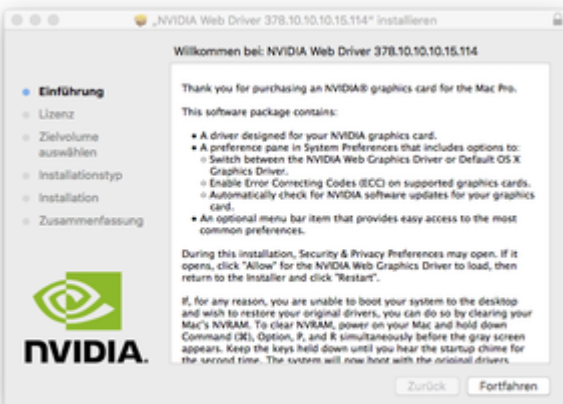 „NVIDIA Web Driver 378.10.10.10.15.114“ installieren
Willkommen bei: NVIDIA Web Driver 378.10.10.10.15.114
Einführung
Lizenz
Zielvolume
auswählen
Installationstyp
Installation
Zusammenfassung
Thank you for purchasing an NVIDIA® graphics card for the Mac Pro.
This software package contains:
• A driver designed for your NVIDIA graphics card.
• A preference pane in System Preferences that includes options to:
○ Switch between the NVIDIA Web Graphics Driver or Default OS X
Graphics Driver.
○ Enable Error Correcting Codes (ECC) on supported graphics cards.
○ Automatically check for NVIDIA software updates for your graphics
card.
• An optional menu bar item that provides easy access to the most
common preferences.
During this installation, Security & Privacy Preferences may open. If it
opens, click "Allow" for the NVIDIA Web Graphics Driver to load, then
return to the Installer and click "Restart".
If, for any reason, you are unable to boot your system to the desktop
and wish to restore your original drivers, you can do so by clearing your
Mac's NVRAM. To clear NVRAM, power on your Mac and hold down
Command (⌘), Option, P, and R simultaneously before the gray screen
appears. Keep the keys held down until you hear the startup chime for
the second time. The system will now boot with the original drivers
NVIDIA.
Zurück
Fortfahren